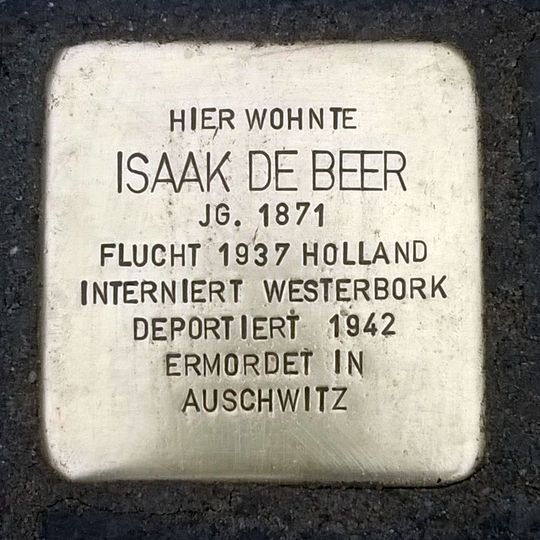 HIER WOHNTE
ISAAK DE BEER
JG. 1871
FLUCHT 1937 HOLLAND
INTERNIERT WESTERBORK
DEPORTIERT 1942
ERMORDET IN
AUSCHWITZ